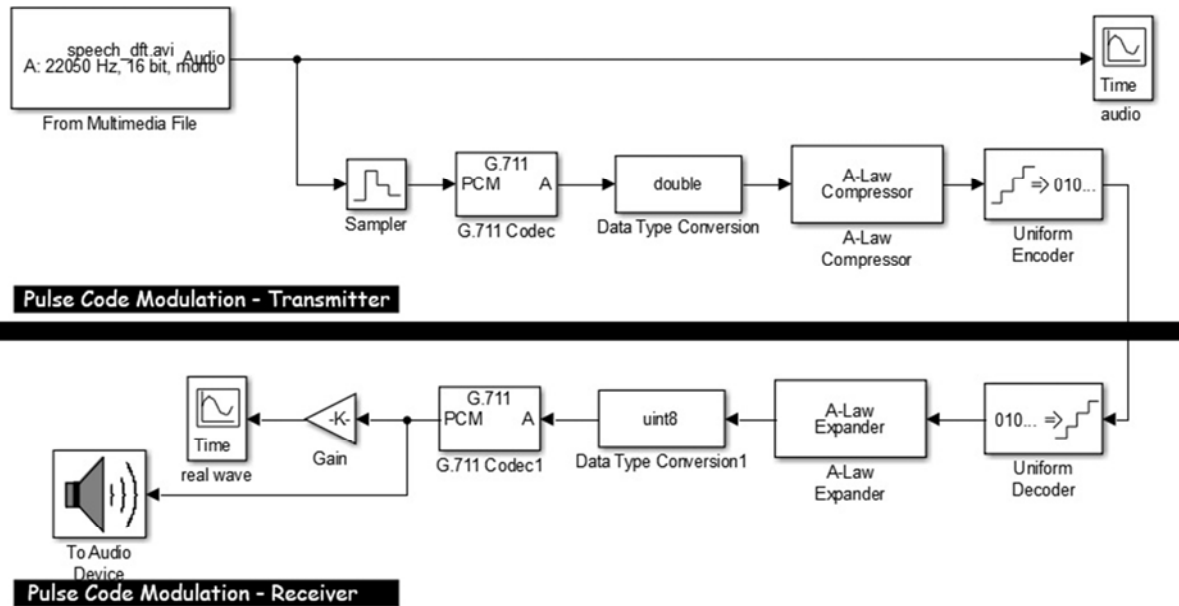 speech_dft.avi
Audio
A: 22050 Hz, 16 bit, mono
From Multimedia File
Time
audio
Sampler
G.711
PCM A
G.711 Codec
double
Data Type Conversion
A-Law
Compressor
A-Law
Compressor
=> 010...
Uniform
Encoder
Pulse Code Modulation - Transmitter
Time
real wave
-K-
Gain
G.711
PCM A
G.711 Codec1
uint8
Data Type Conversion1
A-Law
Expander
A-Law
Expander
010... =>
Uniform
Decoder
To Audio
Device
Pulse Code Modulation - Receiver